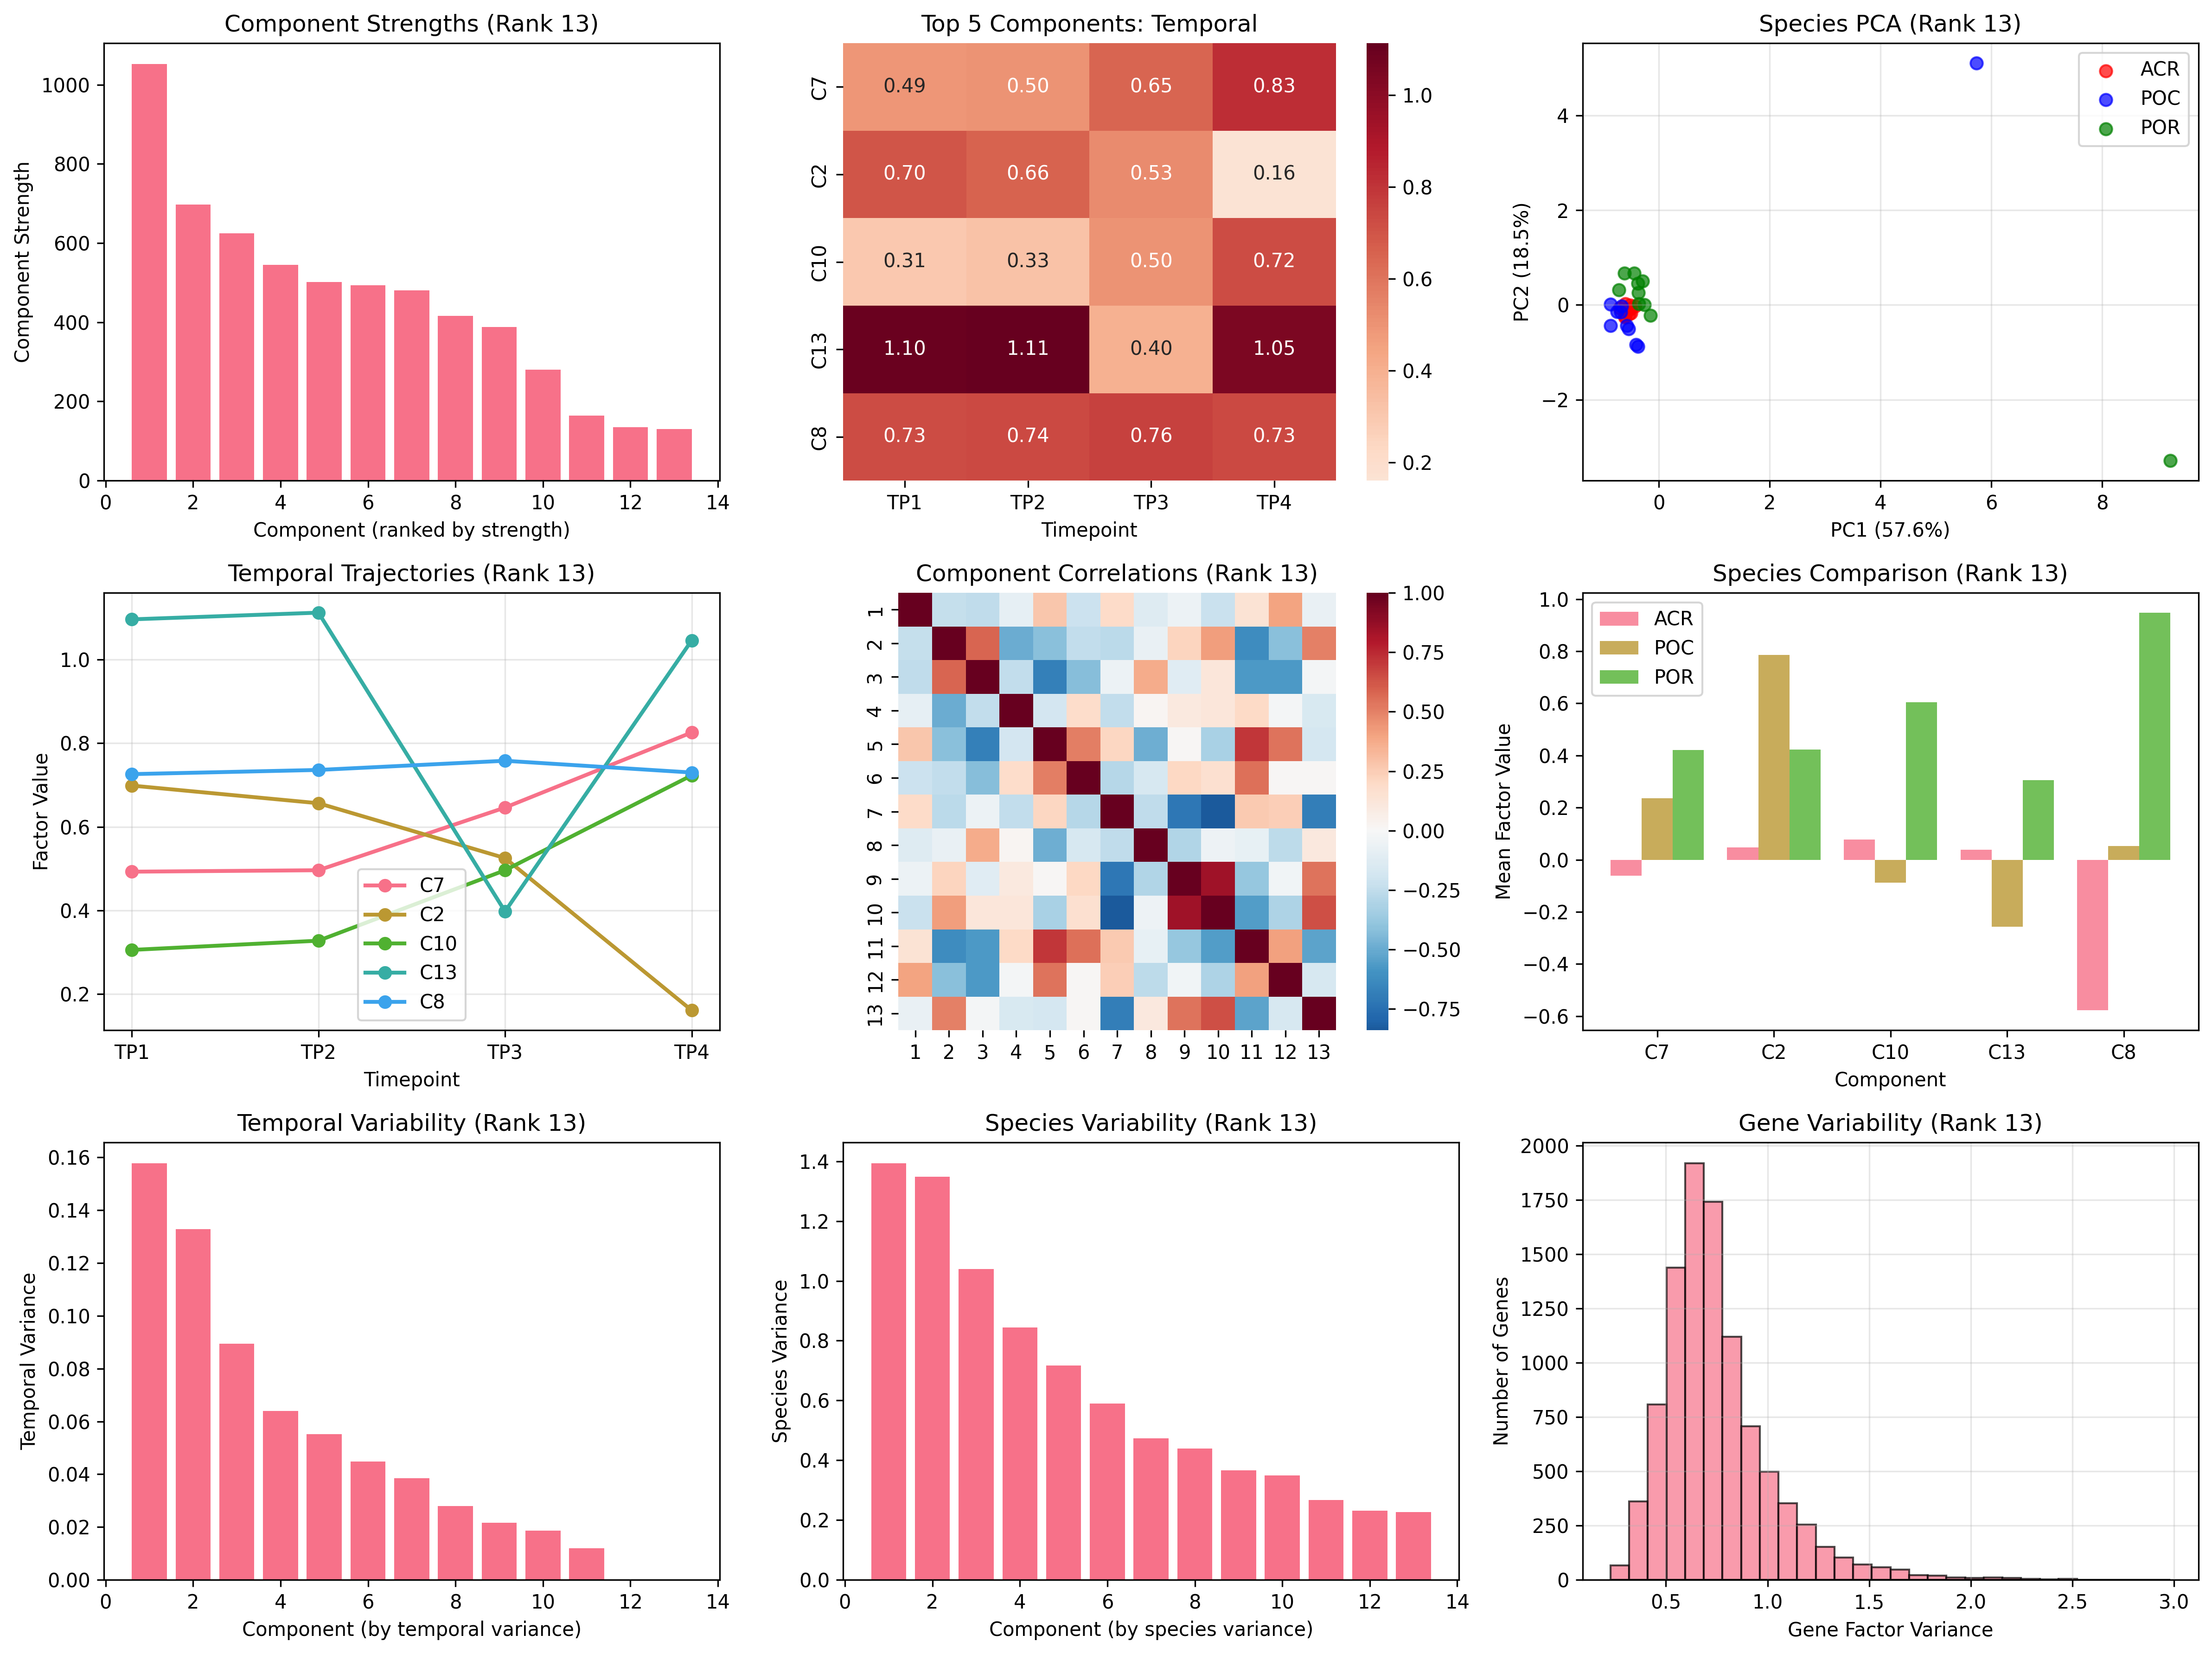 Component Strengths (Rank 13)
Component Strength
1000
800
600
400
200
0
0 2 4 6 8 10 12 14
Component (ranked by strength)
Top 5 Components: Temporal
C7 0.49 0.50 0.65 0.83
C2 0.70 0.66 0.53 0.16
C10 0.31 0.33 0.50 0.72
C13 1.10 1.11 0.40 1.05
C8 0.73 0.74 0.76 0.73
TP1 TP2 TP3 TP4
Timepoint
1.0
0.8
0.6
0.4
0.2
Species PCA (Rank 13)
ACR
POC
POR
PC2 (18.5%)
4
2
0
−2
0 2 4 6 8
PC1 (57.6%)
Temporal Trajectories (Rank 13)
Factor Value
1.0
0.8
0.6
0.4
0.2
C7
C2
C10
C13
C8
TP1 TP2 TP3 TP4
Timepoint
Component Correlations (Rank 13)
1
2
3
4
5
6
7
8
9
10
11
12
13
1 2 3 4 5 6 7 8 9 10 11 12 13
1.00
0.75
0.50
0.25
0.00
−0.25
−0.50
−0.75
Species Comparison (Rank 13)
ACR
POC
POR
Mean Factor Value
1.0
0.8
0.6
0.4
0.2
0.0
−0.2
−0.4
−0.6
C7 C2 C10 C13 C8
Component
Temporal Variability (Rank 13)
Temporal Variance
0.16
0.14
0.12
0.10
0.08
0.06
0.04
0.02
0.00
0 2 4 6 8 10 12 14
Component (by temporal variance)
Species Variability (Rank 13)
Species Variance
1.4
1.2
1.0
0.8
0.6
0.4
0.2
0.0
0 2 4 6 8 10 12 14
Component (by species variance)
Gene Variability (Rank 13)
Number of Genes
2000
1750
1500
1250
1000
750
500
250
0
0.5 1.0 1.5 2.0 2.5 3.0
Gene Factor Variance